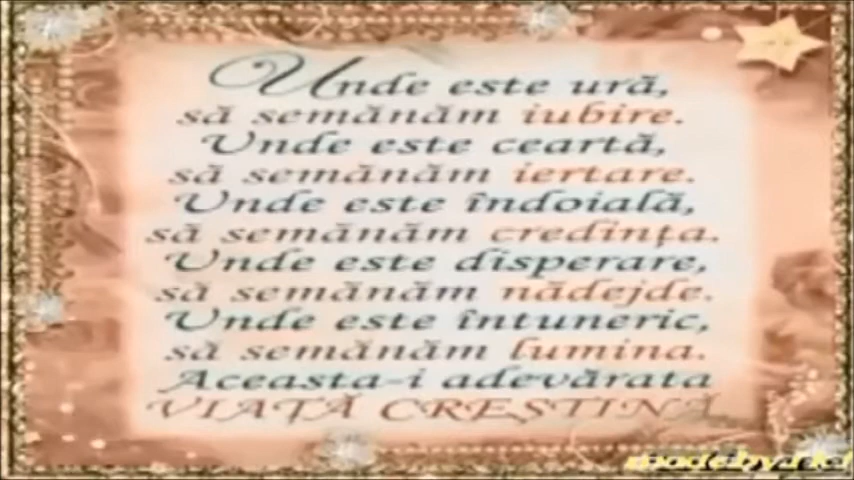 Unde este ură,
să semănăm iubire.
Unde este ceartă,
să semănăm iertare.
Unde este îndoială,
să semănăm credința.
Unde este disperare,
să semănăm nădejde.
Unde este întuneric,
să semănăm lumina.
Aceasta-i adevărata
VIAȚĂ CREȘTINĂ